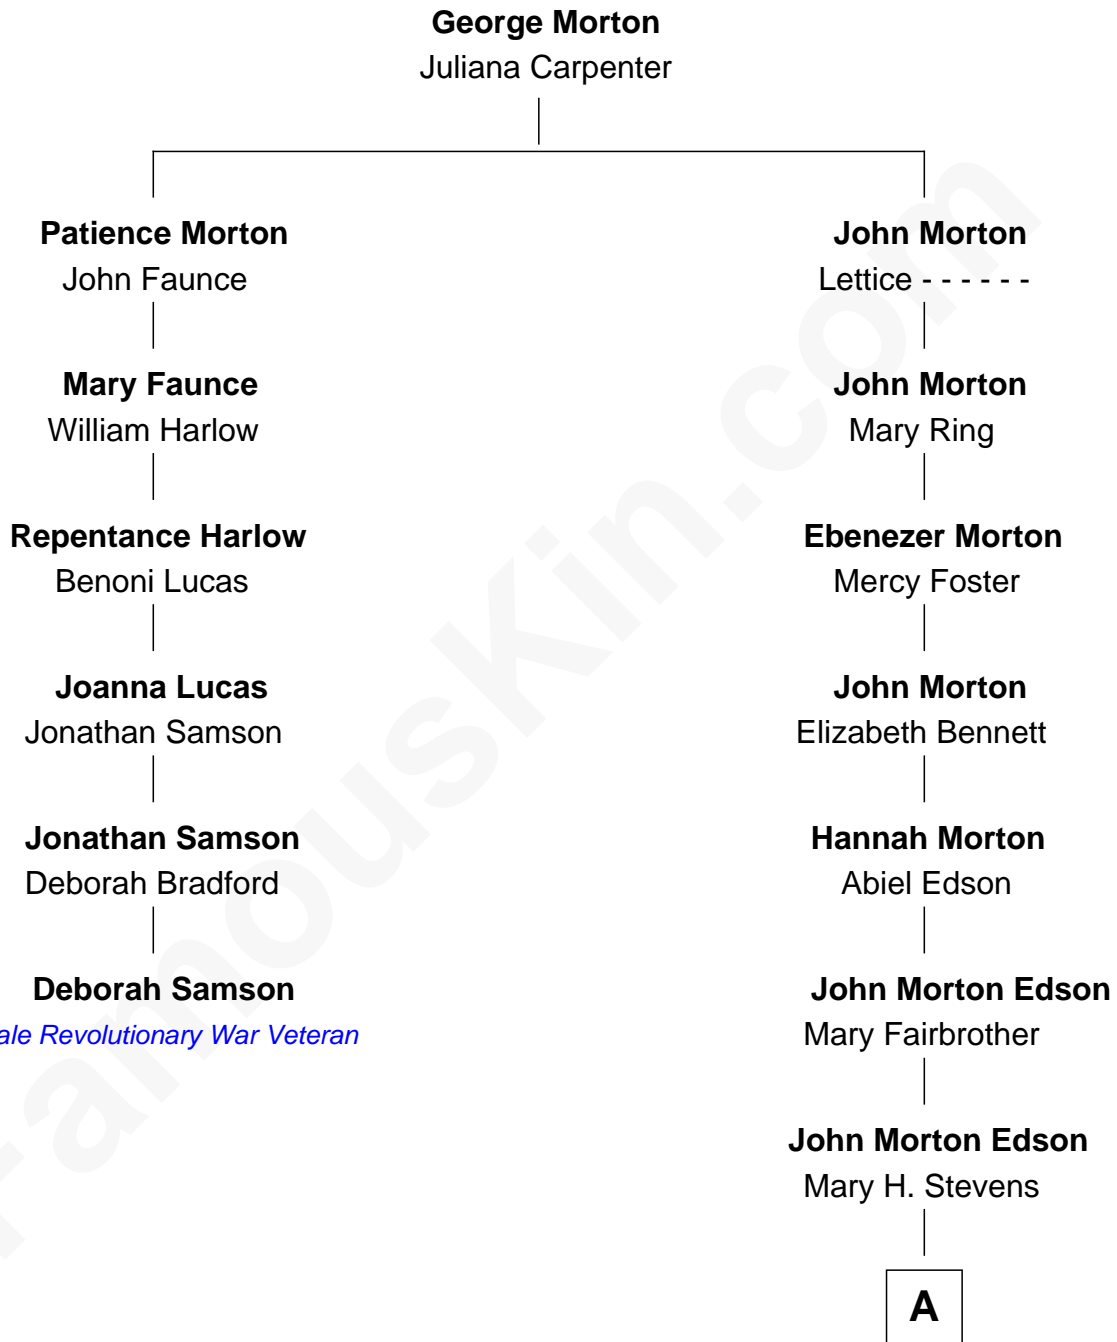 George Morton
Juliana Carpenter
Patience Morton
John Faunce
Mary Faunce
William Harlow
Repentance Harlow
Benoni Lucas
Joanna Lucas
Jonathan Samson
Jonathan Samson
Deborah Bradford
Deborah Samson
ale Revolutionary War Veteran
John Morton
Lettice - - - - - -
John Morton
Mary Ring
Ebenezer Morton
Mercy Foster
John Morton
Elizabeth Bennett
Hannah Morton
Abiel Edson
John Morton Edson
Mary Fairbrother
John Morton Edson
Mary H. Stevens
A
FamousKin.com